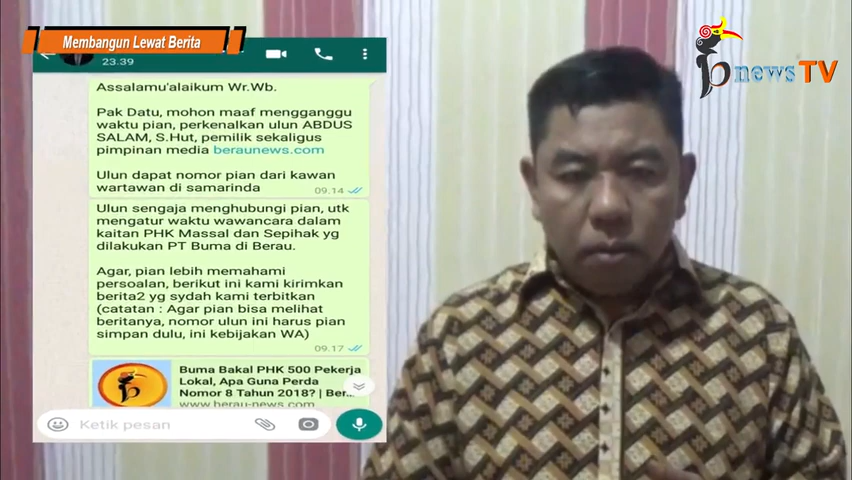 Membangun Lewat Berita
b news TV
23.39
Assalamu'alaikum Wr.Wb.
Pak Datu, mohon maaf mengganggu
waktu pian, perkenalkan ulun ABDUS
SALAM, S.Hut, pemilik sekaligus
pimpinan media beraunews.com
Ulun dapat nomor pian dari kawan
wartawan di samarinda
09.14
Ulun sengaja menghubungi pian, utk
mengatur waktu wawancara dalam
kaitan PHK Massal dan Sepihak yg
dilakukan PT Buma di Berau.
Agar, pian lebih memahami
persoalan, berikut ini kami kirimkan
berita2 yg sydah kami terbitkan
(catatan : Agar pian bisa melihat
beritanya, nomor ulun ini harus pian
simpan dulu, ini kebijakan WA)
09.17
Buma Bakal PHK 500 Pekerja
Lokal, Apa Guna Perda
Nomor 8 Tahun 2018? | Ber...
www.berau-news.com
Ketik pesan